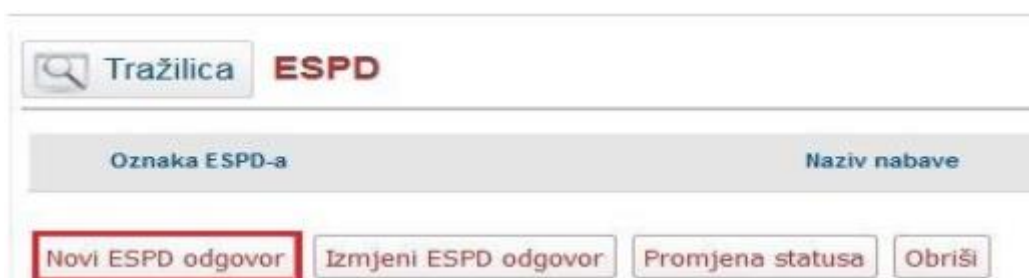 Tražilica ESPD
Oznaka ESPD-a Naziv nabave
Novi ESPD odgovor Izmjeni ESPD odgovor Promjena statusa Obriši